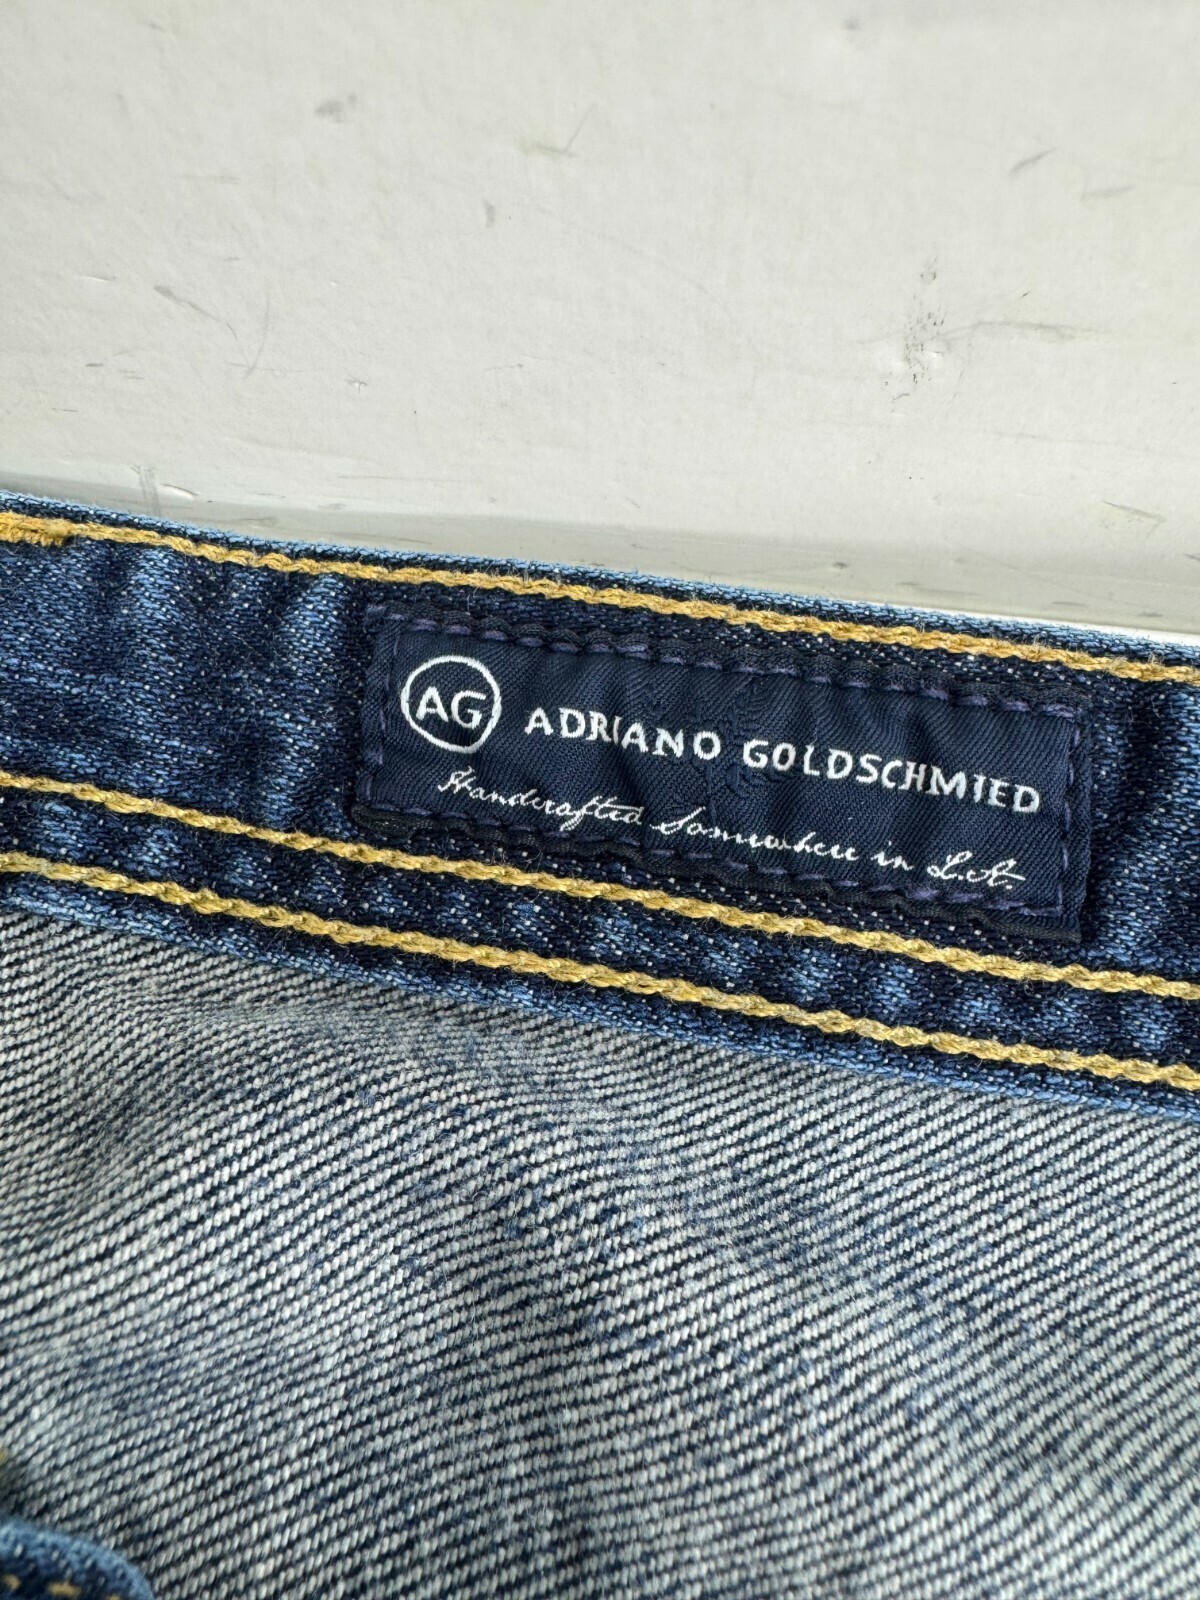 AG ADRIANO GOLDSCHMIED
Handcrafted Somewhere in L.A.